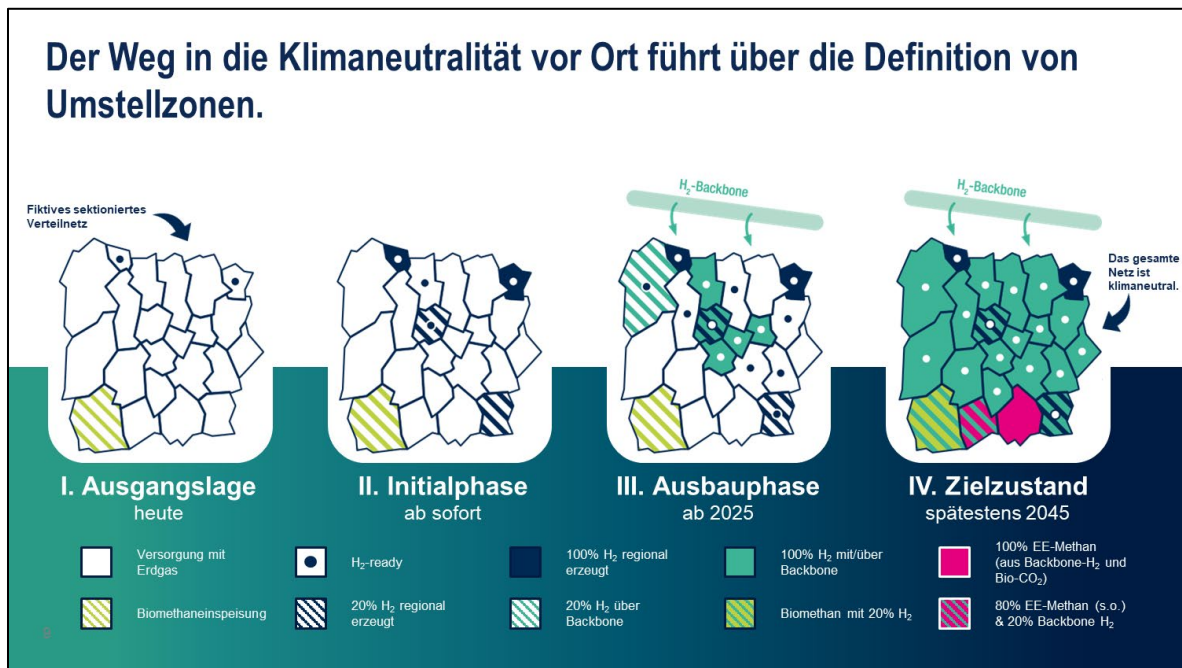 Der Weg in die Klimaneutralität vor Ort führt über die Definition von
Umstellzonen.
Fiktives sektioniertes
Verteilnetz
H₂-Backbone
H₂-Backbone
Das gesamte
Netz ist
klimaneutral.
I. Ausgangslage
heute
II. Initialphase
ab sofort
III. Ausbauphase
ab 2025
IV. Zielzustand
spätestens 2045
Versorgung mit
Erdgas
H₂-ready
100% H₂ regional
erzeugt
100% H₂ mit/über
Backbone
100% EE-Methan
(aus Backbone-H₂ und
Bio-CO₂)
Biomethaneinspeisung
20% H₂ regional
erzeugt
20% H₂ über
Backbone
Biomethan mit 20% H₂
80% EE-Methan (s.o.)
& 20% Backbone H₂